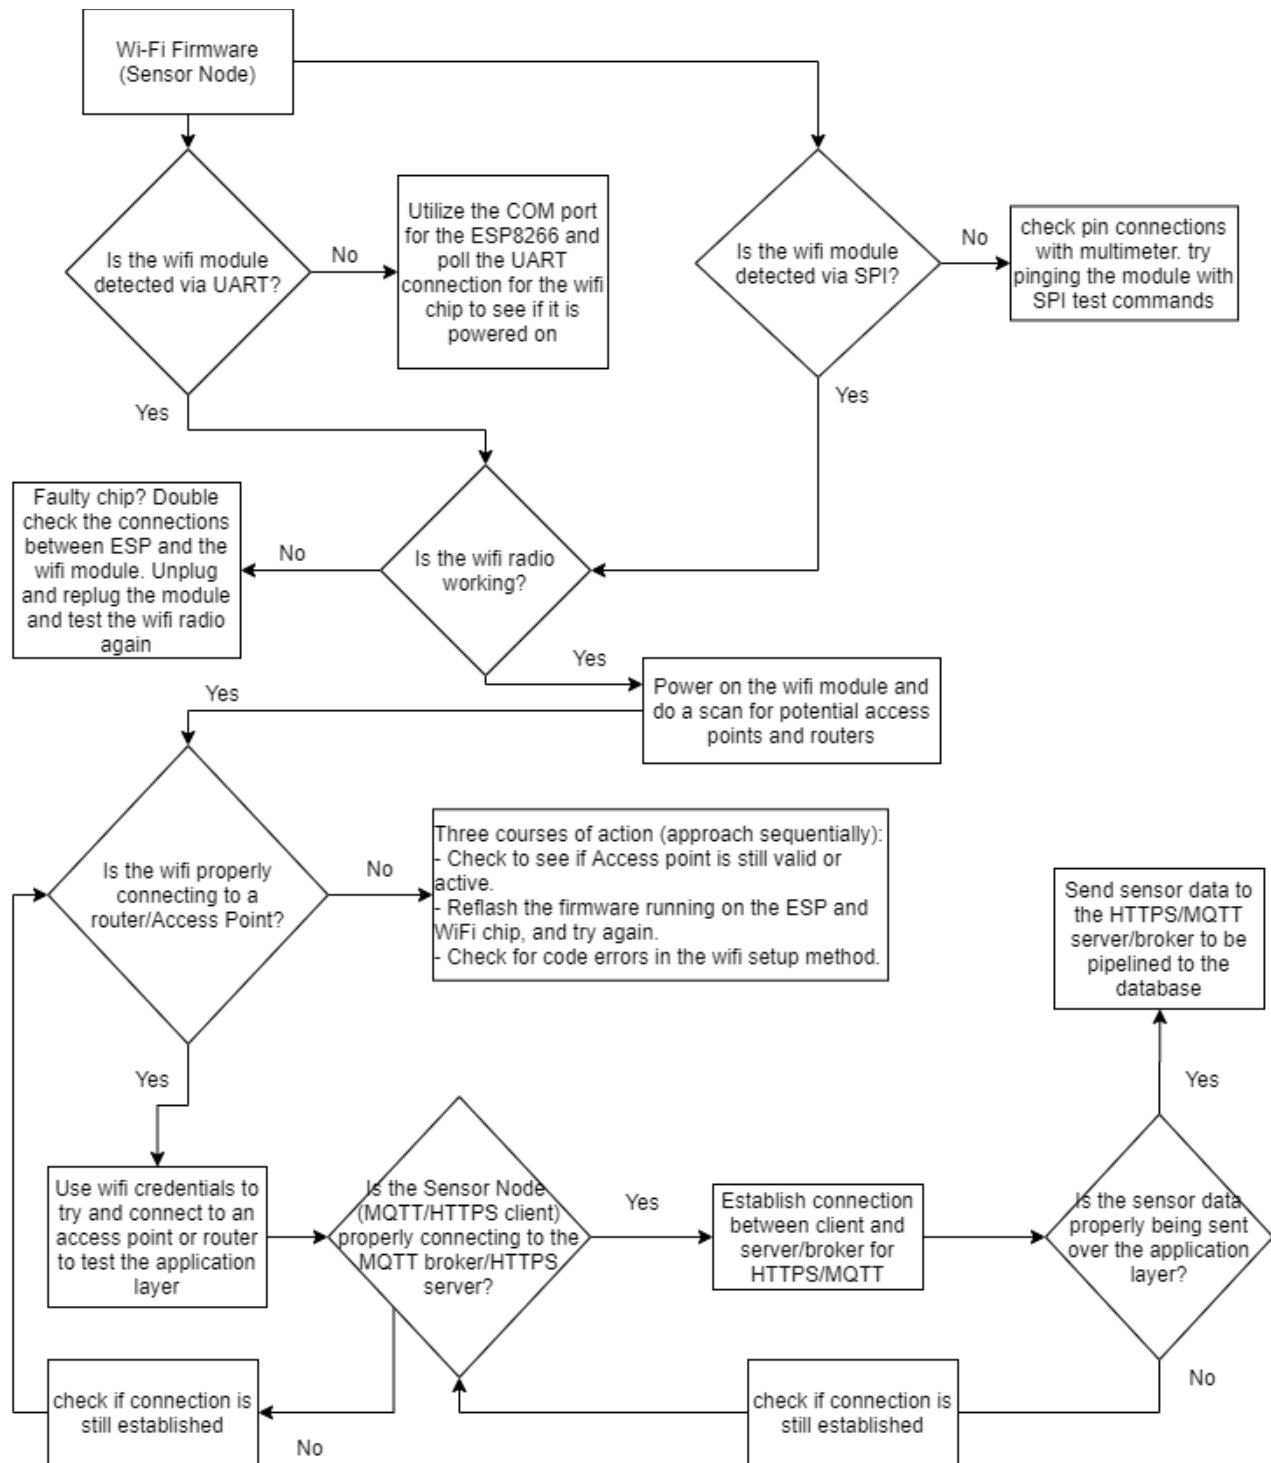 Wi-Fi Firmware
(Sensor Node)
Is the wifi module
detected via UART?
No
Utilize the COM port
for the ESP8266 and
poll the UART
connection for the wifi
chip to see if it is
powered on
Is the wifi module
detected via SPI?
No
check pin connections
with multimeter. try
pinging the module with
SPI test commands
Yes
Yes
Faulty chip? Double
check the connections
between ESP and the
wifi module. Unplug
and replug the module
and test the wifi radio
again
No
Is the wifi radio
working?
Yes
Power on the wifi module and
do a scan for potential access
points and routers
Yes
Is the wifi properly
connecting to a
router/Access Point?
No
Three courses of action (approach sequentially):
- Check to see if Access point is still valid or
active.
- Reflash the firmware running on the ESP and
WiFi chip, and try again.
- Check for code errors in the wifi setup method.
Send sensor data to
the HTTPS/MQTT
server/broker to be
pipelined to the
database
Yes
Yes
Use wifi credentials to
try and connect to an
access point or router
to test the application
layer
Is the Sensor Node
(MQTT/HTTPS client)
properly connecting to the
MQTT broker/HTTPS
server?
Yes
Establish connection
between client and
server/broker for
HTTPS/MQTT
Is the sensor data
properly being sent
over the application
layer?
No
check if connection is
still established
No
check if connection is
still established